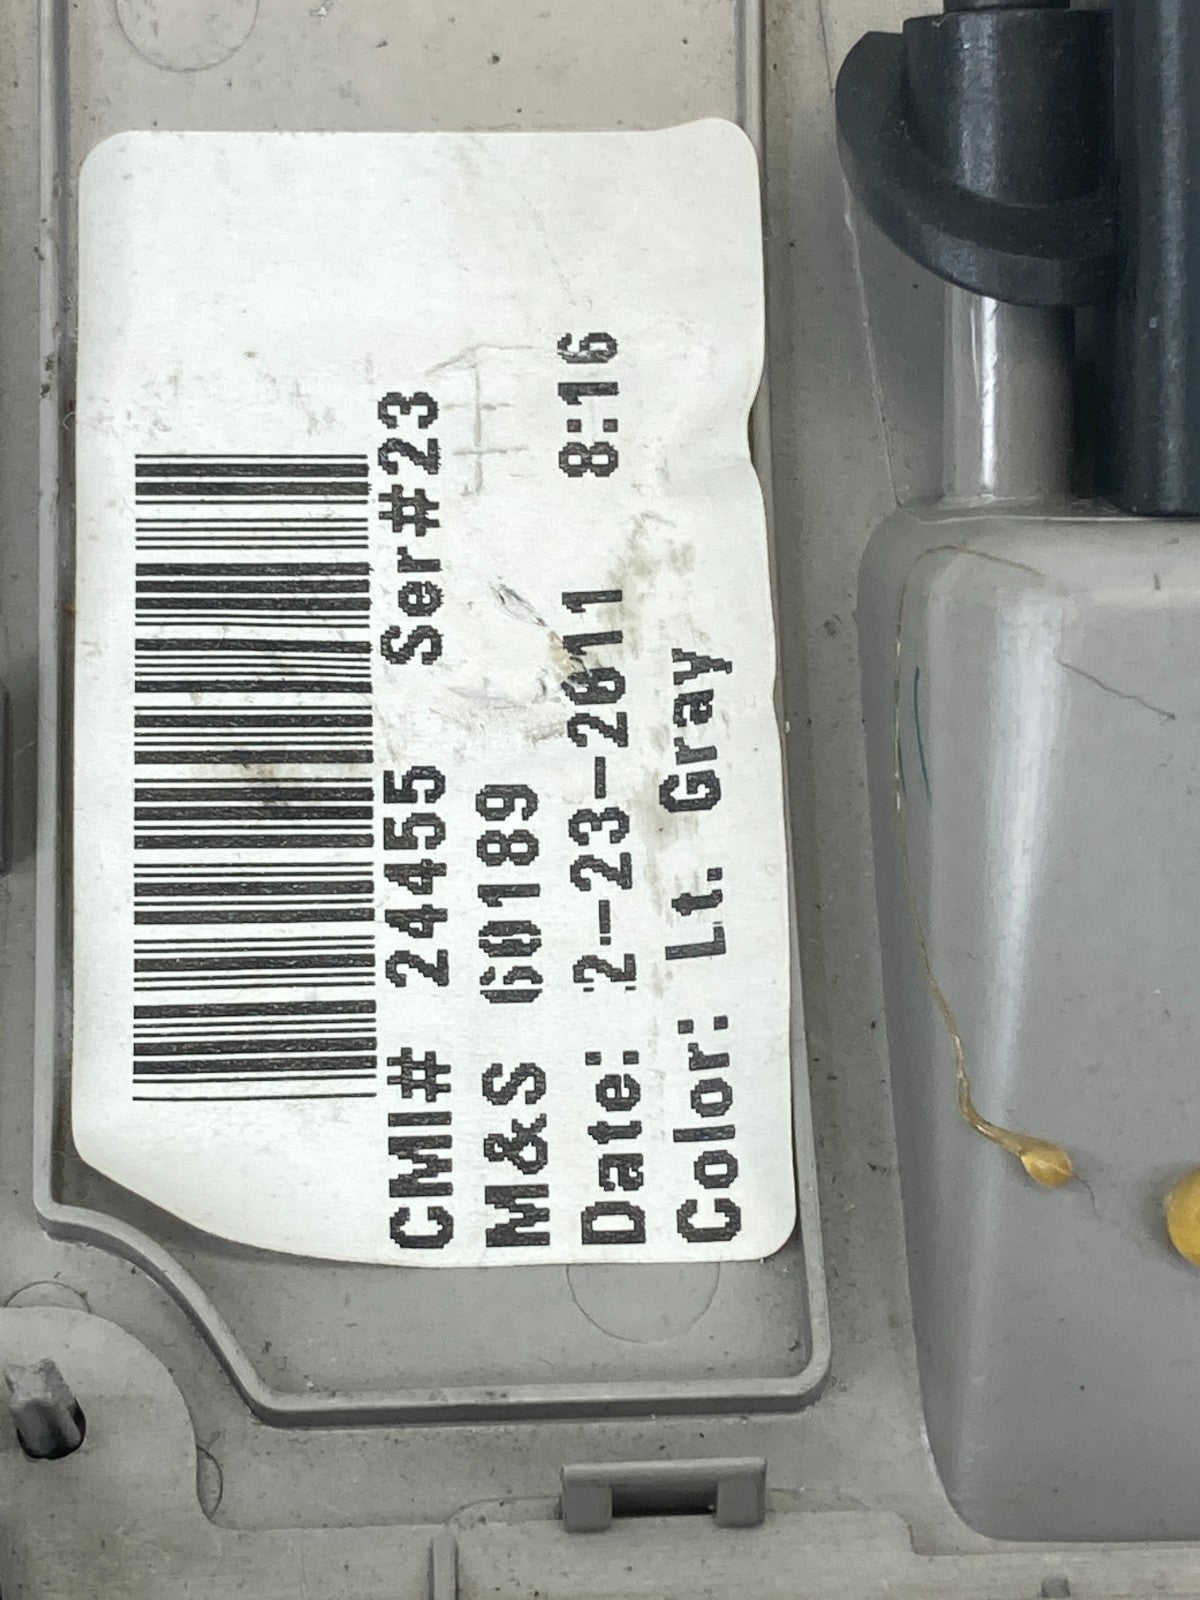 CMI# 24455 Ser#23
M&S 60189
Date: 2-23-2011 8:16
Color: Lt. Gray